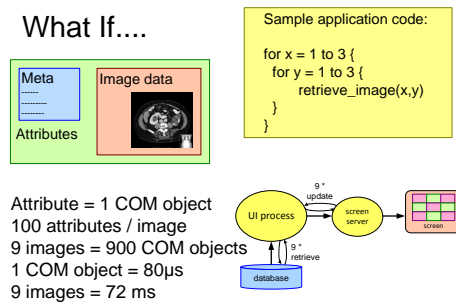 What If....
Meta
------
---------
---------
Image data
Attributes
Sample application code:
for x = 1 to 3 {
for y = 1 to 3 {
retrieve_image(x,y)
}
}
Attribute = 1 COM object
100 attributes / image
9 images = 900 COM objects
1 COM object = 80µs
9 images = 72 ms
UI process
9 *
update
screen
server
screen
9 *
retrieve
database